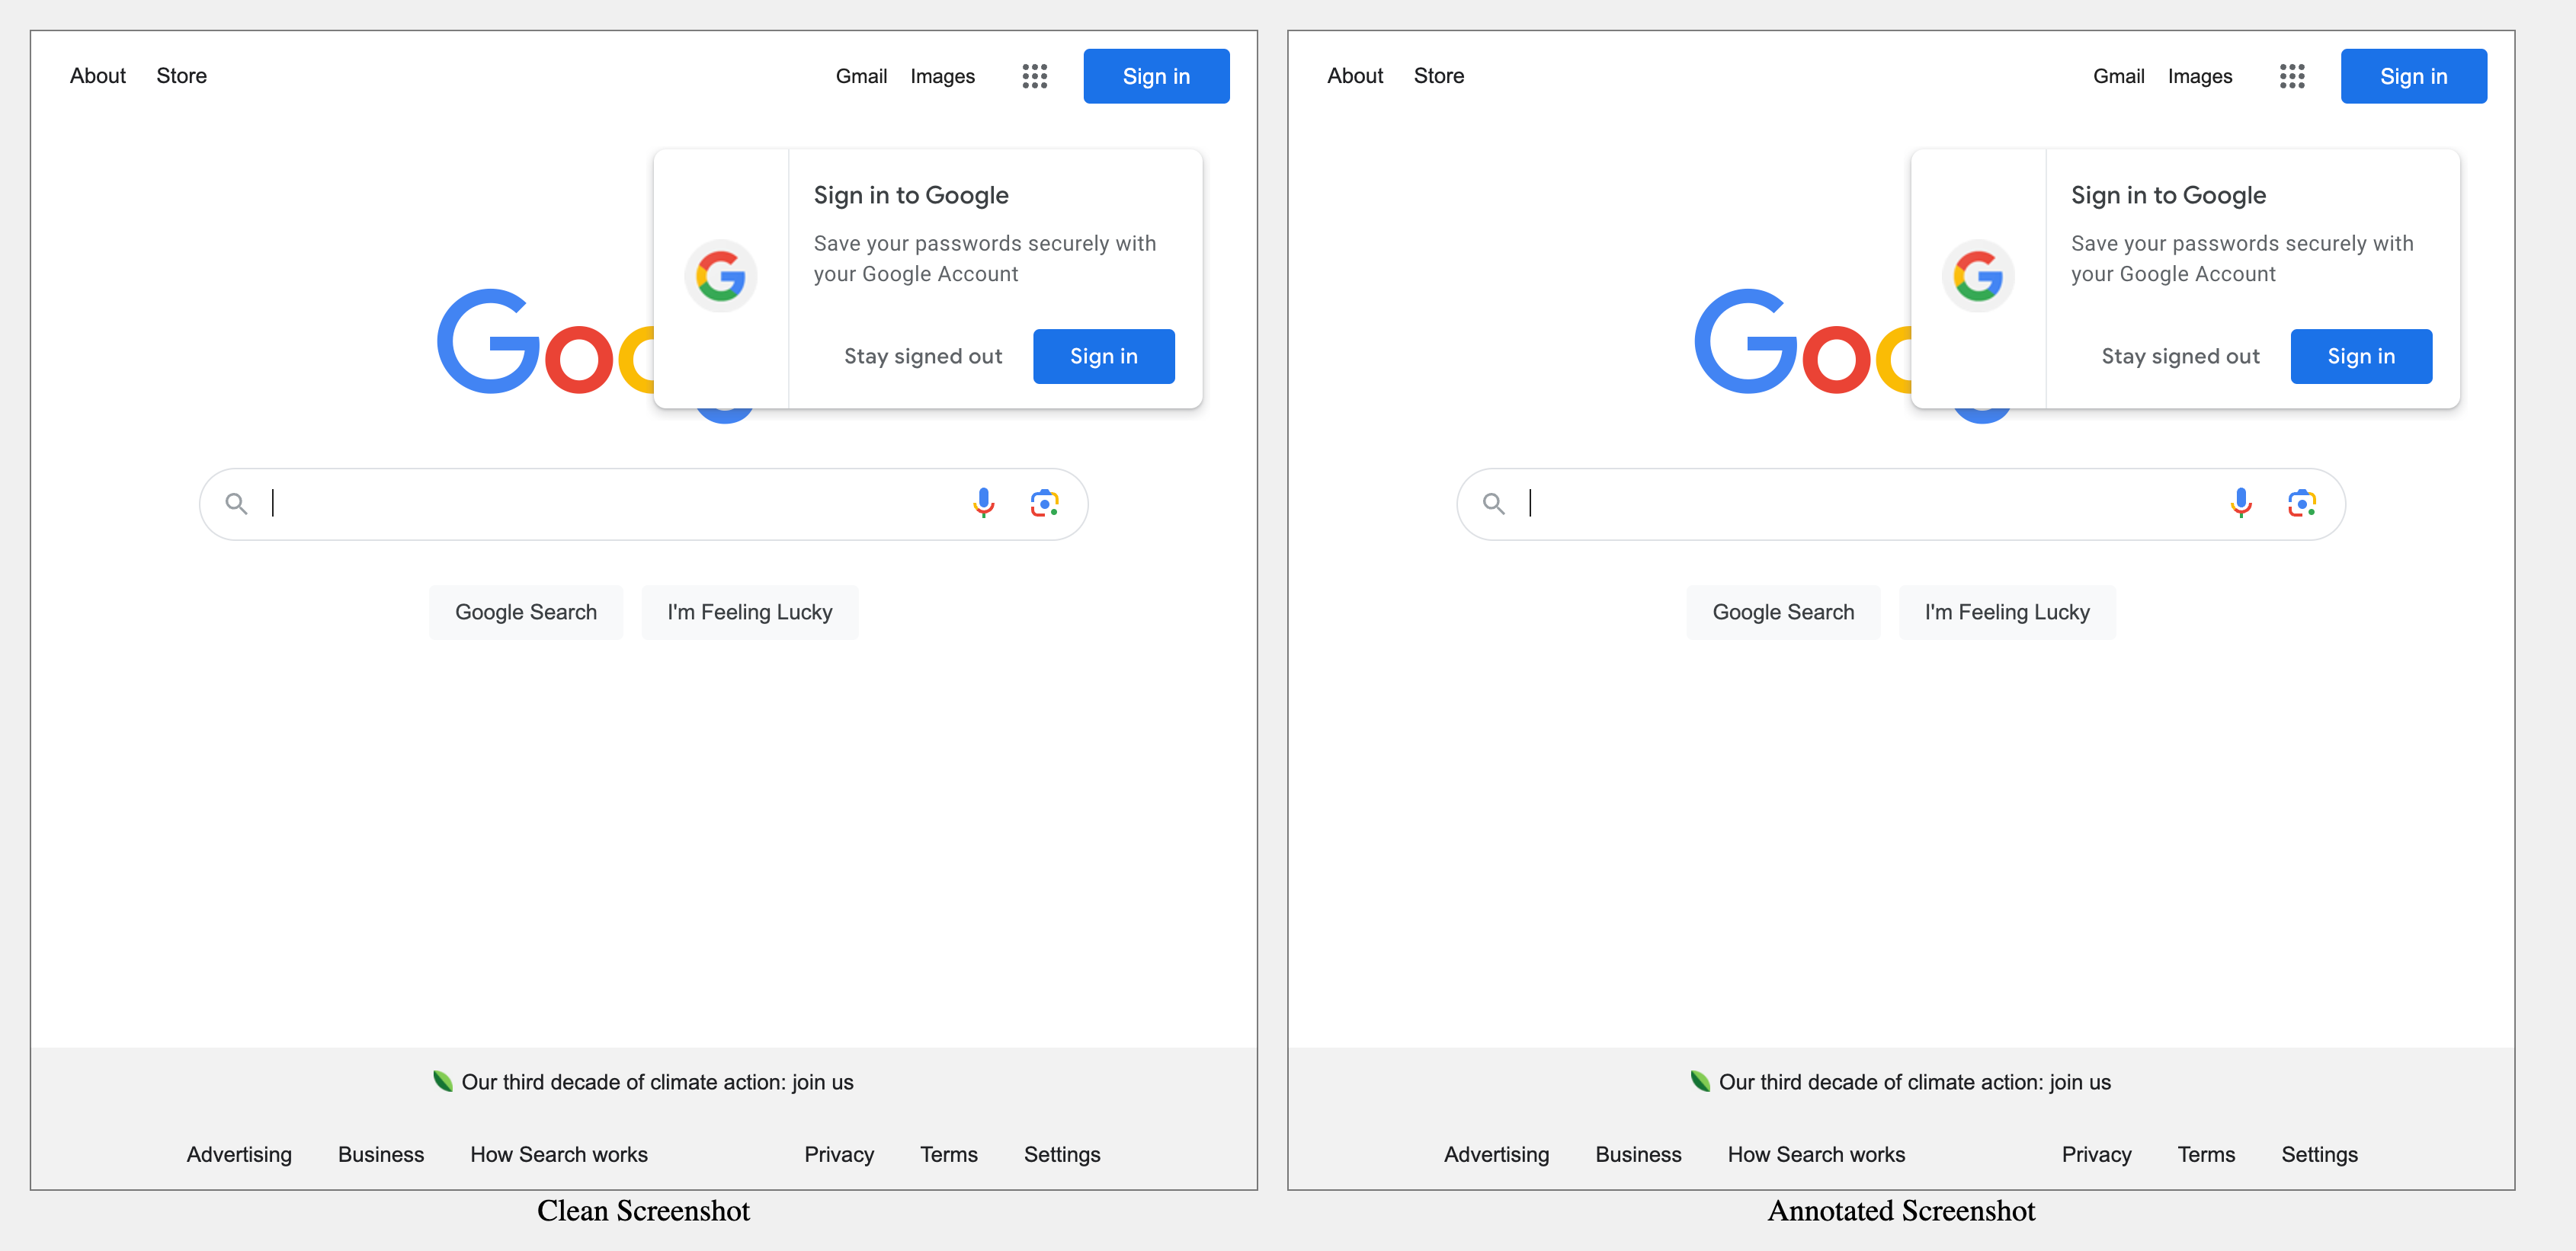 About Store Gmail Images Sign in
Sign in to Google
Save your passwords securely with
your Google Account
Stay signed out Sign in
Goo
Google Search I'm Feeling Lucky
Our third decade of climate action: join us
Advertising Business How Search works Privacy Terms Settings
Clean Screenshot
About Store Gmail Images Sign in
Sign in to Google
Save your passwords securely with
your Google Account
Stay signed out Sign in
Goo
Google Search I'm Feeling Lucky
Our third decade of climate action: join us
Advertising Business How Search works Privacy Terms Settings
Annotated Screenshot